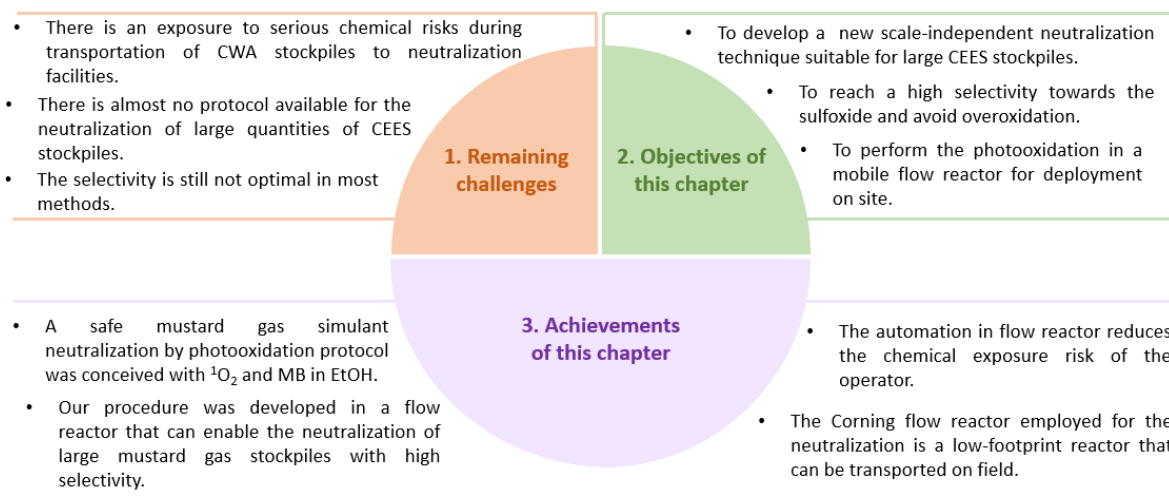 • There is an exposure to serious chemical risks during
transportation of CWA stockpiles to neutralization
facilities.
• There is almost no protocol available for the
neutralization of large quantities of CEES
stockpiles.
• The selectivity is still not optimal in most
methods.
1. Remaining
challenges
2. Objectives of
this chapter
• To develop a new scale-independent neutralization
technique suitable for large CEES stockpiles.
• To reach a high selectivity towards the
sulfoxide and avoid overoxidation.
• To perform the photooxidation in a
mobile flow reactor for deployment
on site.
3. Achievements
of this chapter
• A safe mustard gas simulant
neutralization by photooxidation protocol
was conceived with ¹O₂ and MB in EtOH.
• Our procedure was developed in a flow
reactor that can enable the neutralization of
large mustard gas stockpiles with high
selectivity.
• The automation in flow reactor reduces
the chemical exposure risk of the
operator.
• The Corning flow reactor employed for the
neutralization is a low-footprint reactor that
can be transported on field.